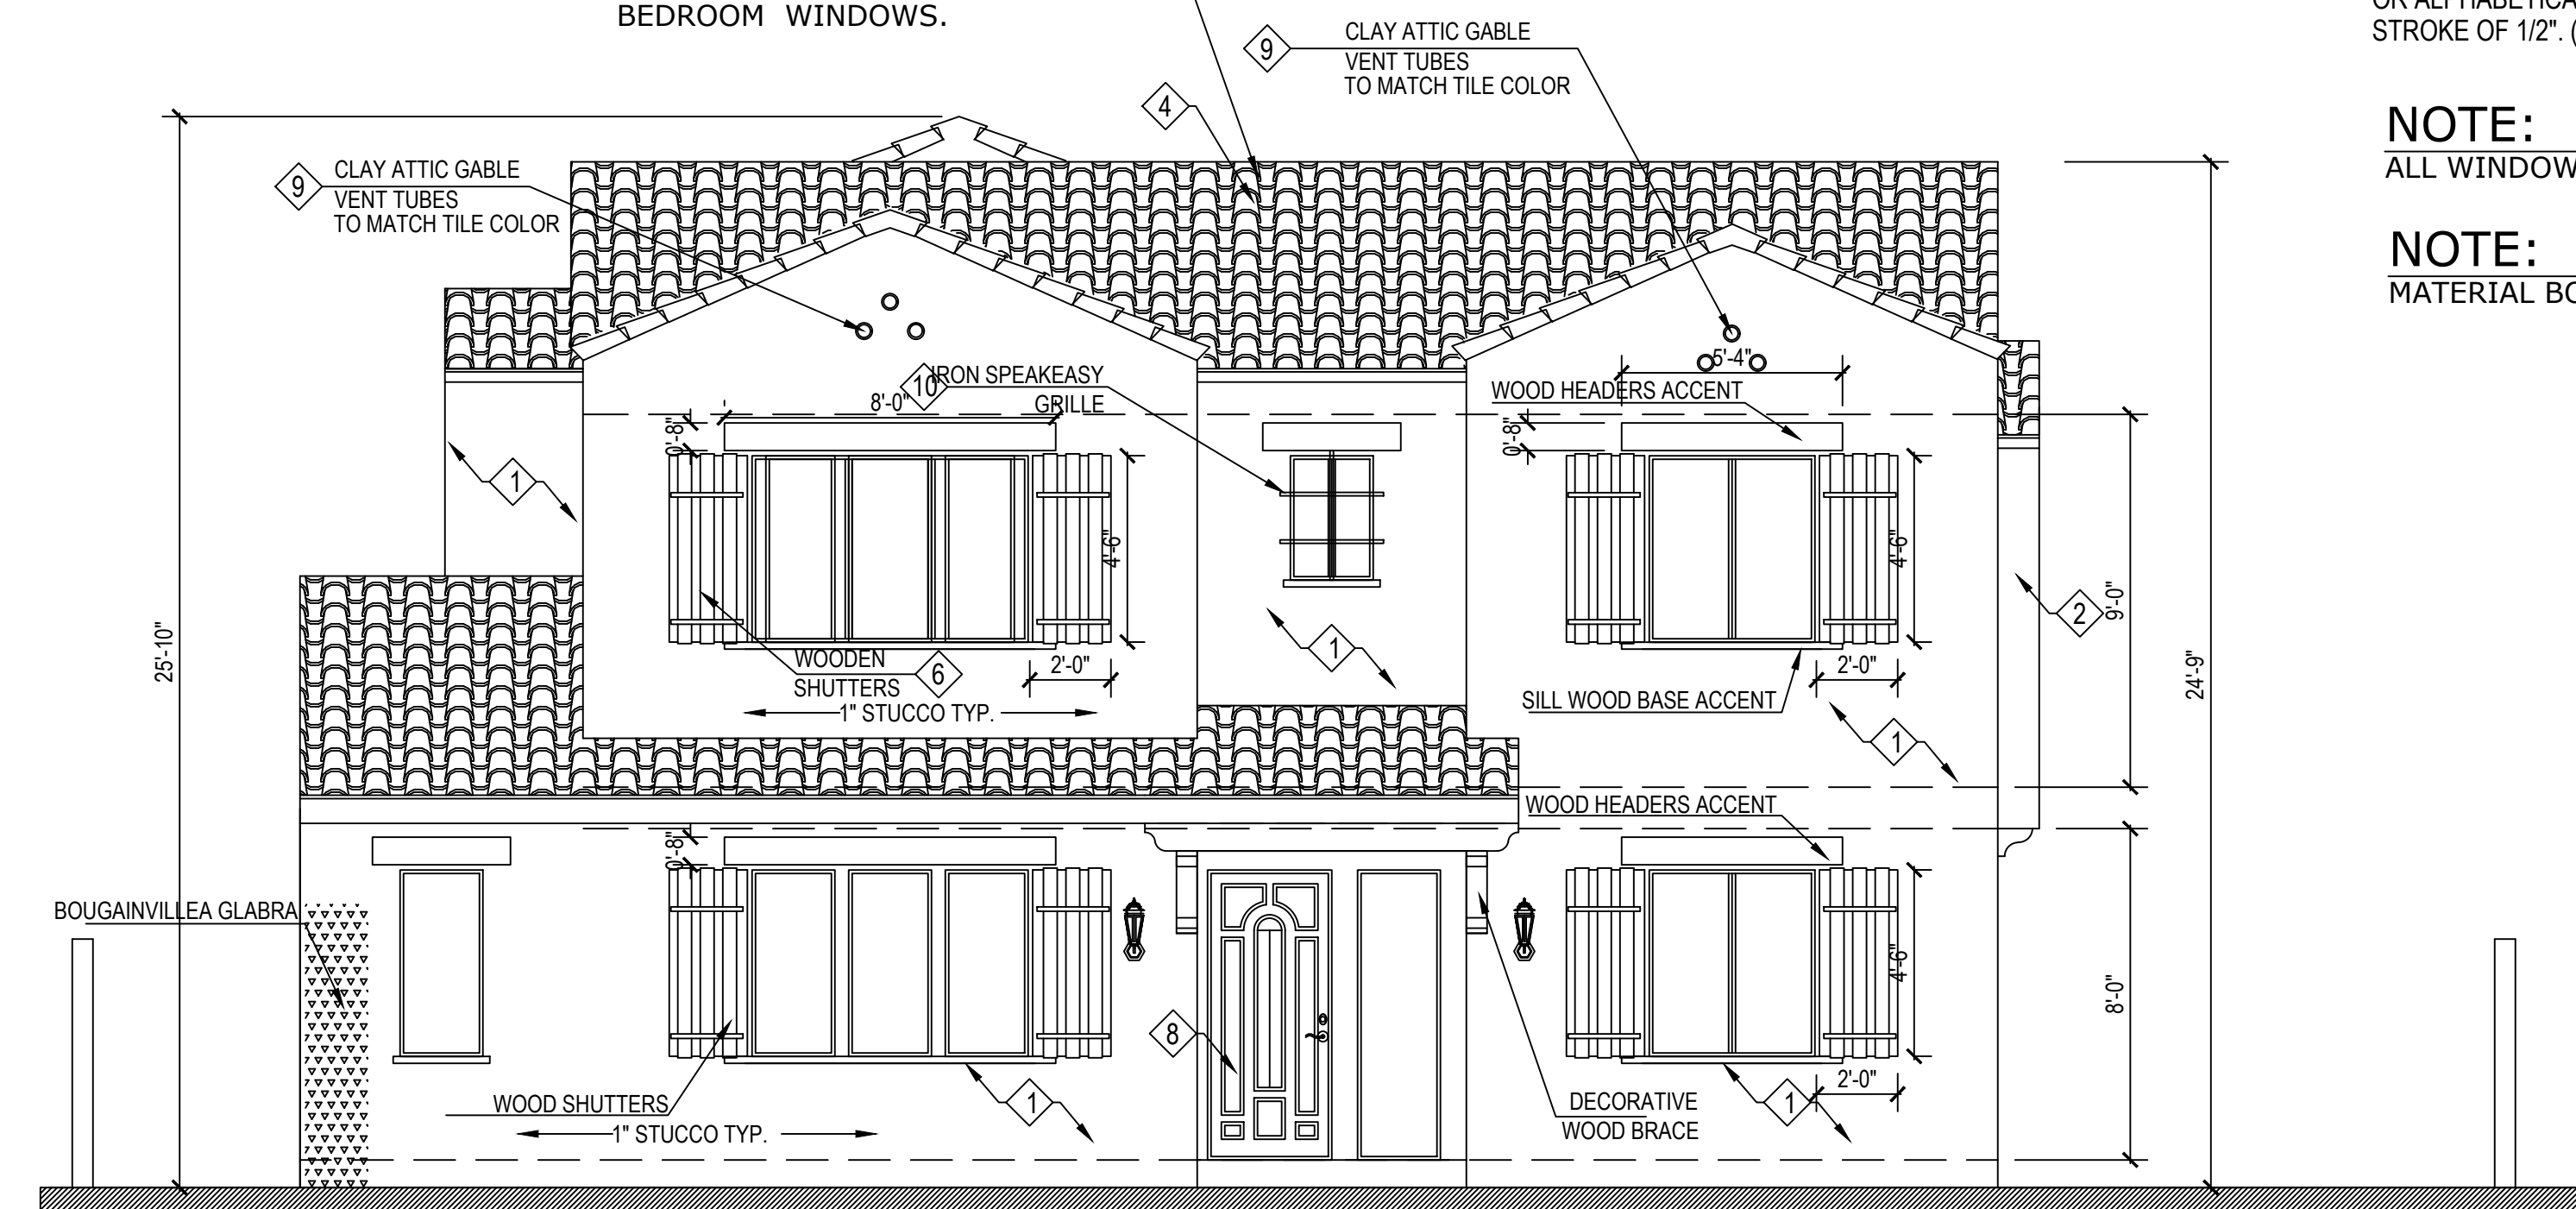 BEDROOM WINDOWS.
STROKE OF 1/2". (
NOTE:
ALL WINDOW
NOTE:
MATERIAL BO
9
CLAY ATTIC GABLE
VENT TUBES
TO MATCH TILE COLOR
4
9
CLAY ATTIC GABLE
VENT TUBES
TO MATCH TILE COLOR
10
IRON SPEAKEASY
GRILLE
5'-4"
WOOD HEADERS ACCENT
8'-0"
0'-8"
0'-8"
1
4'-6"
4'-6"
2
9'-0"
25'-10"
24'-9"
WOODEN
SHUTTERS
6
2'-0"
1
2'-0"
SILL WOOD BASE ACCENT
1" STUCCO TYP.
1
WOOD HEADERS ACCENT
0'-8"
BOUGAINVILLEA GLABRA
4'-6"
8'-0"
8
2'-0"
WOOD SHUTTERS
1
DECORATIVE
WOOD BRACE
1
1" STUCCO TYP.